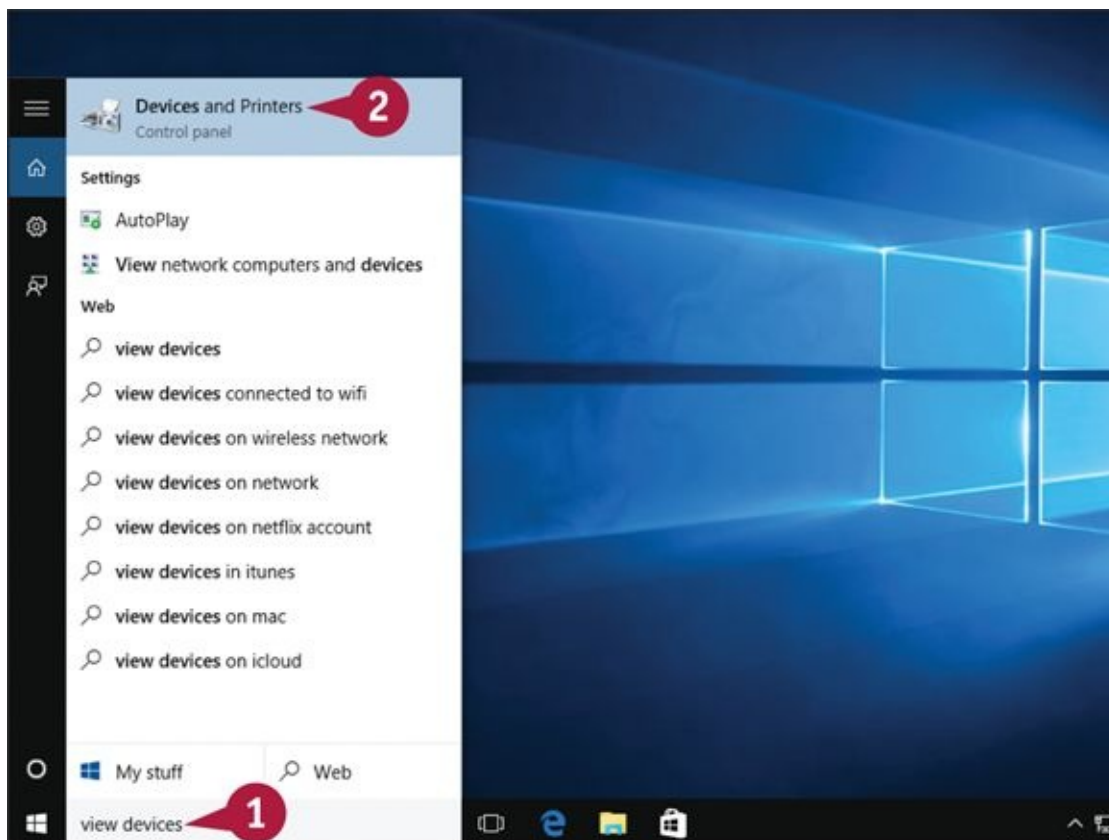 Devices and Printers
2
Control panel
Settings
AutoPlay
View network computers and devices
Web
view devices
view devices connected to wifi
view devices on wireless network
view devices on network
view devices on netflix account
view devices in itunes
view devices on mac
view devices on icloud
My stuff
Web
view devices
1